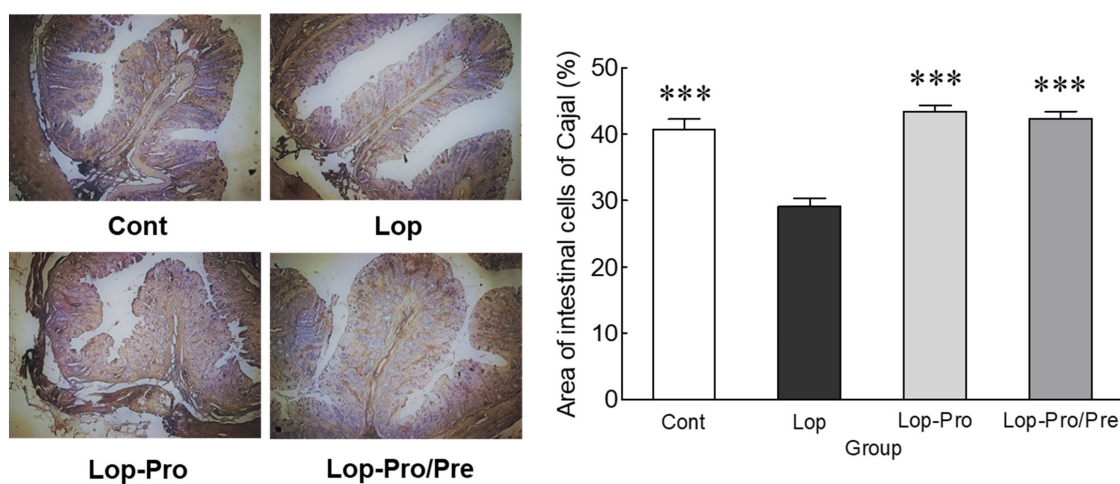 Cont
Lop
Lop-Pro
Lop-Pro/Pre
Area of intestinal cells of Cajal (%)
50
40
30
20
10
0
***
***
***
Cont
Lop
Lop-Pro
Lop-Pro/Pre
Group